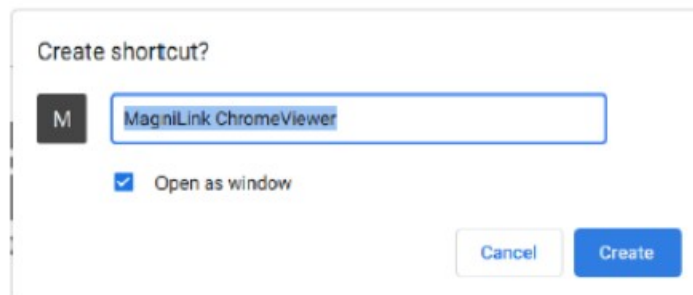 Create shortcut?
M
MagniLink ChromeViewer
Open as window
Cancel Create